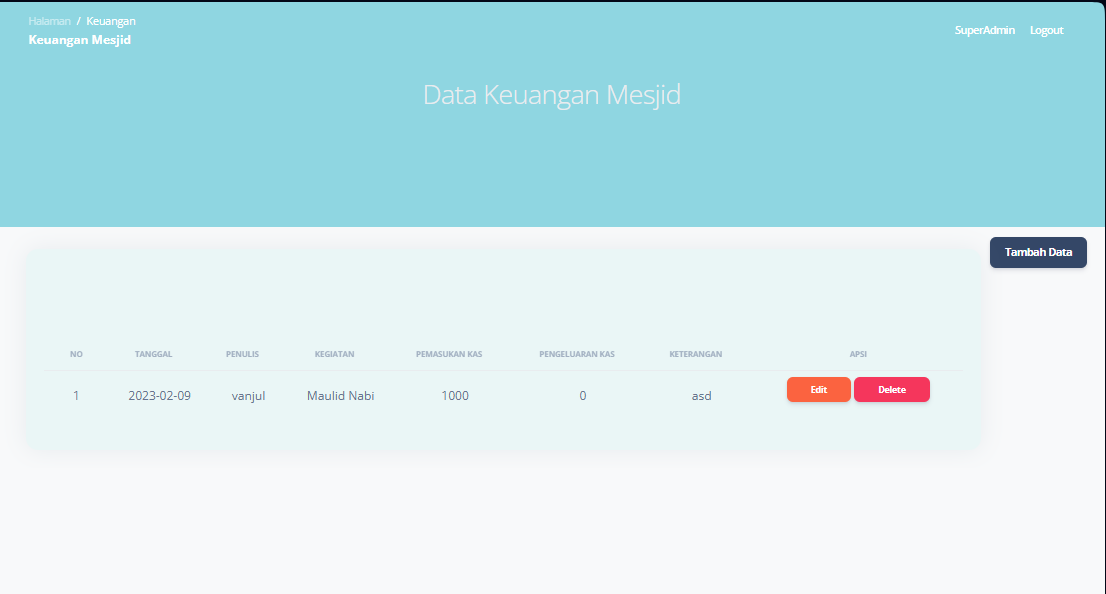 Halaman / Keuangan
Keuangan Mesjid
SuperAdmin Logout
Data Keuangan Mesjid
Tambah Data
NO TANGGAL PENULIS KEGIATAN PEMASUKAN KAS PENGELUARAN KAS KETERANGAN APSI
1 2023-02-09 vanjul Maulid Nabi 1000 0 asd Edit Delete